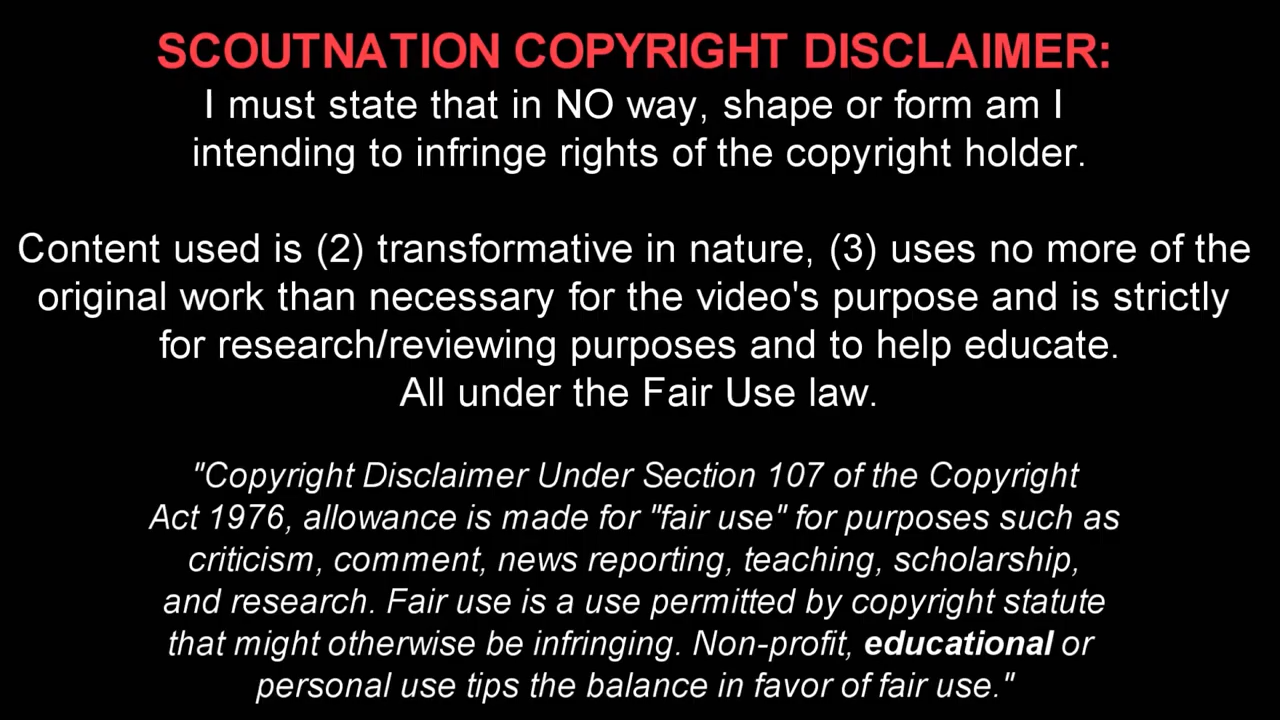 SCOUTNATION COPYRIGHT DISCLAIMER:
I must state that in NO way, shape or form am I
intending to infringe rights of the copyright holder.
Content used is (2) transformative in nature, (3) uses no more of the
original work than necessary for the video's purpose and is strictly
for research/reviewing purposes and to help educate.
All under the Fair Use law.
"Copyright Disclaimer Under Section 107 of the Copyright
Act 1976, allowance is made for "fair use" for purposes such as
criticism, comment, news reporting, teaching, scholarship,
and research. Fair use is a use permitted by copyright statute
that might otherwise be infringing. Non-profit, educational or
personal use tips the balance in favor of fair use."